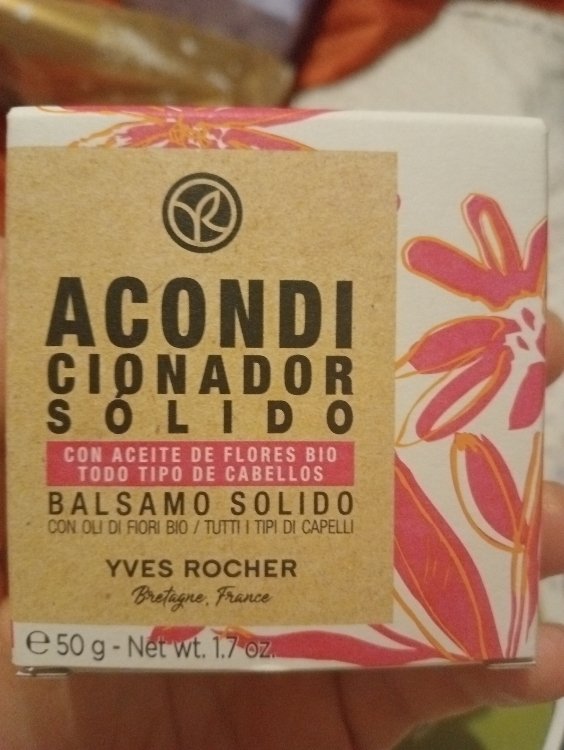 ACONDI
CIONADOR
SÓLIDO
CON ACEITE DE FLORES BIO
TODO TIPO DE CABELLOS
BALSAMO SOLIDO
CON OLI DI FIORI BIO / TUTTI I TIPI DI CAPELLI
YVES ROCHER
Bretagne, France
℮ 50 g - Net wt. 1.7 oz.